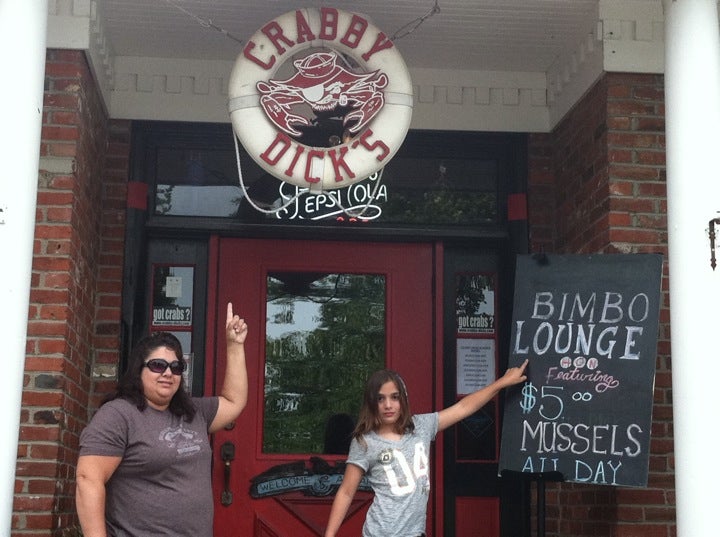 CRABBY
DICK'S
PEPSI COLA
got crabs?
got crabs?
WELCOME
BIMBO
LOUNGE
Featuring
$5.00
MUSSELS
ALL DAY
04